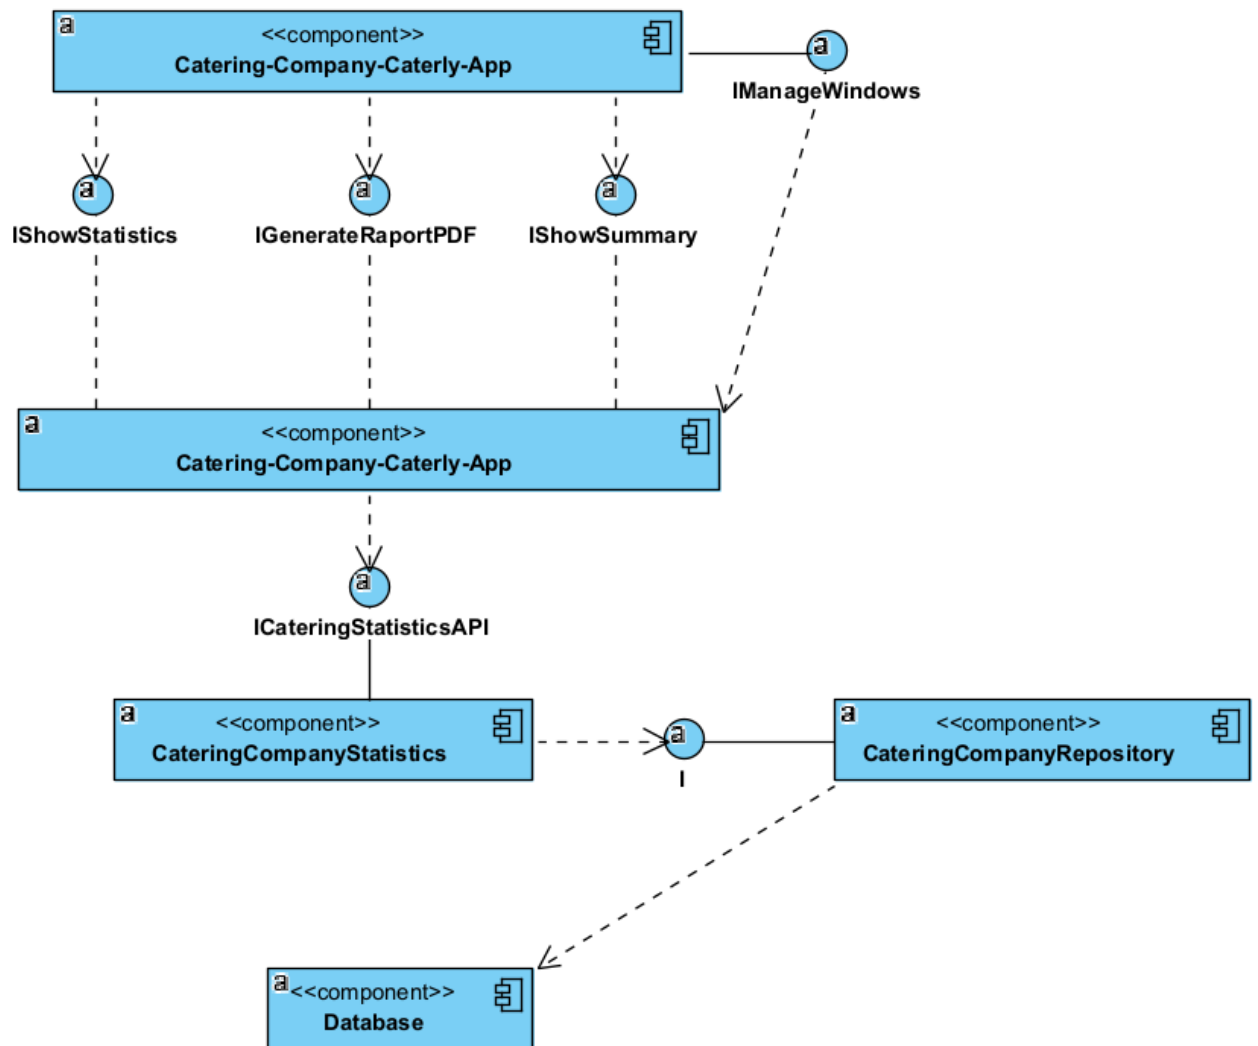 a
<<component>>
Catering-Company-Caterly-App
a
IManageWindows
a
a
a
IShowStatistics
IGenerateRaportPDF
IShowSummary
a
<<component>>
Catering-Company-Caterly-App
a
ICateringStatisticsAPI
a
<<component>>
CateringCompanyStatistics
a
I
a
<<component>>
CateringCompanyRepository
a
<<component>>
Database